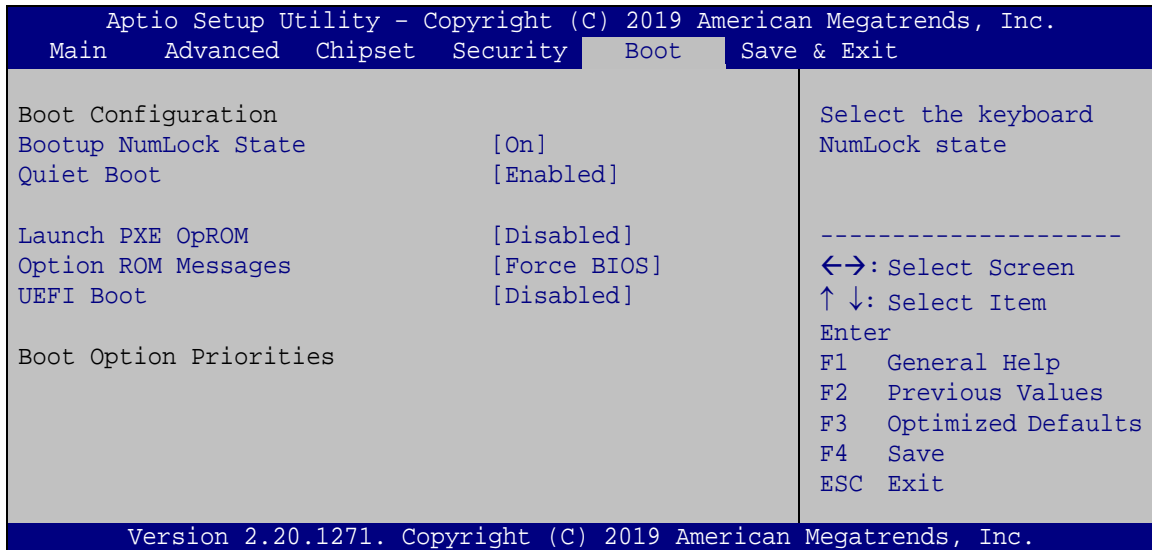 Aptio Setup Utility – Copyright (C) 2019 American Megatrends, Inc.
Main Advanced Chipset Security Boot Save & Exit
Boot Configuration
Bootup NumLock State [On]
Quiet Boot [Enabled]
Launch PXE OpROM [Disabled]
Option ROM Messages [Force BIOS]
UEFI Boot [Disabled]
Boot Option Priorities
Select the keyboard
NumLock state
---------------------
←→: Select Screen
↑ ↓: Select Item
Enter
F1 General Help
F2 Previous Values
F3 Optimized Defaults
F4 Save
ESC Exit
Version 2.20.1271. Copyright (C) 2019 American Megatrends, Inc.